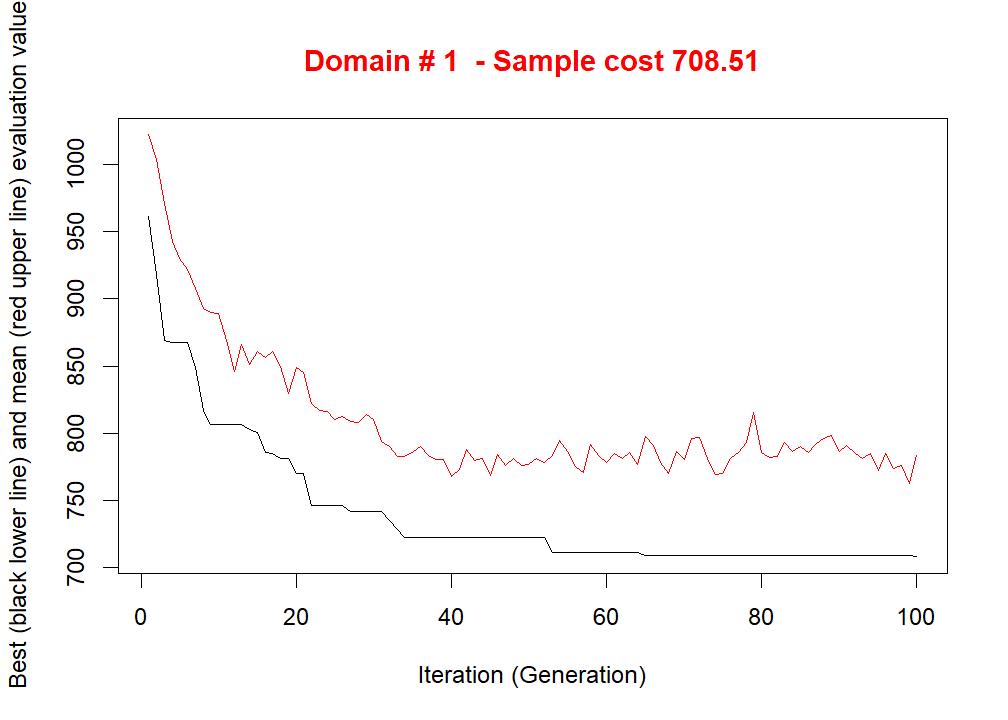 Domain # 1  - Sample cost 708.51
Best (black lower line) and mean (red upper line) evaluation value
1000
950
900
850
800
750
700
0 20 40 60 80 100
Iteration (Generation)